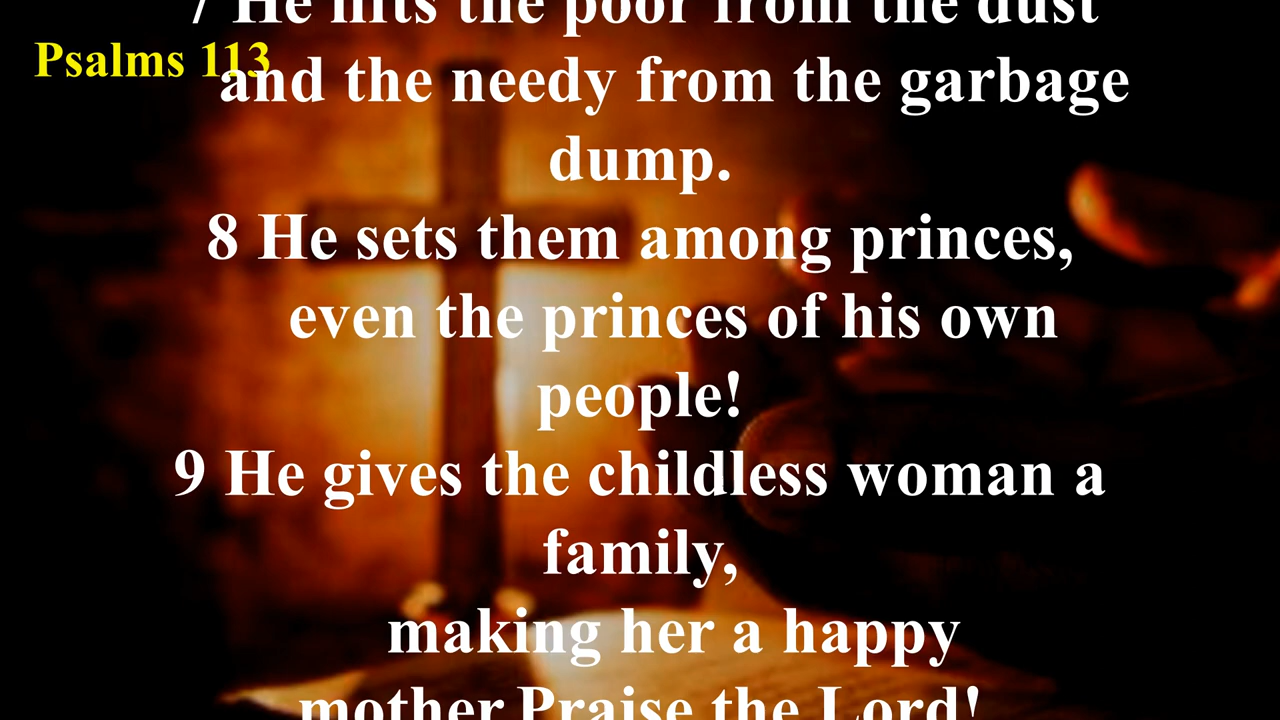 7 He lifts the poor from the dust
Psalms 113
and the needy from the garbage
dump.
8 He sets them among princes,
even the princes of his own
people!
9 He gives the childless woman a
family,
making her a happy
mother.Praise the Lord!